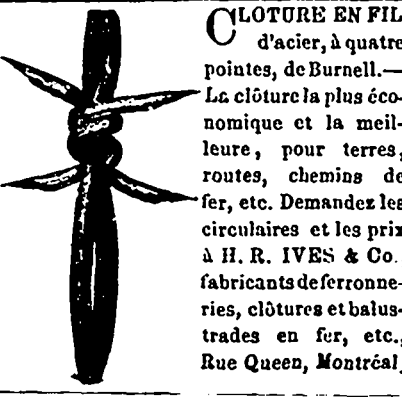 CLOTURE EN FIL
d'acier, à quatre
pointes, de Burnell.—
La clôture la plus éco-
nomique et la meil-
leure, pour terres,
routes, chemins de
fer, etc. Demandez les
circulaires et les prix
à H. R. IVES & Co.
fabricants de ferronne-
ries, clôtures et balus-
trades en fer, etc.,
Rue Queen, Montréal